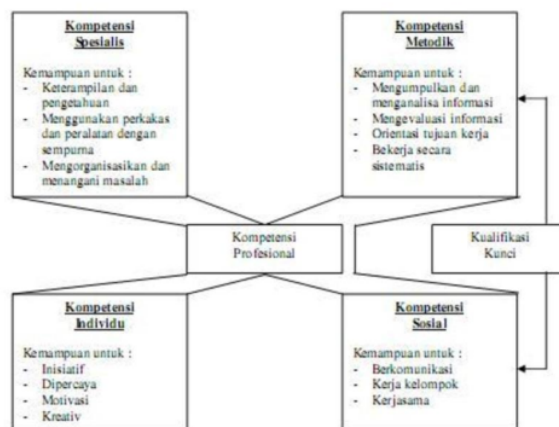 Kompetensi
Spesialis
Kemampuan untuk :
- Keterampilan dan
pengetahuan
- Menggunakan perkakas
dan peralatan dengan
sempurna
- Mengorganisasikan dan
menangani masalah
Kompetensi
Metodik
Kemampuan untuk :
- Mengumpulkan dan
menganalisa informasi
- Mengevaluasi informasi
- Orientasi tujuan kerja
- Bekerja secara
sistematis
Kompetensi
Profesional
Kualifikasi
Kunci
Kompetensi
Individu
Kemampuan untuk :
- Inisiatif
- Dipercaya
- Motivasi
- Kreativ
Kompetensi
Sosial
Kemampuan untuk :
- Berkomunikasi
- Kerja kelompok
- Kerjasama